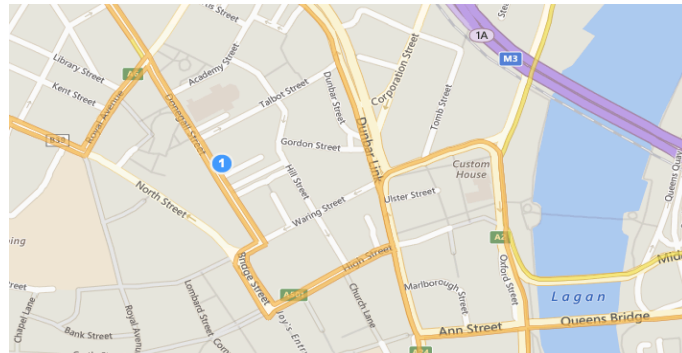 1A
M3
Library Street
Academy Street
A6
Kent Street
Talbot Street
Dunbar Street
Corporation Street
Tomb Street
Royal Avenue
Donegall Street
Dunbar Link
Gordon Street
1
Custom
House
Hill Street
Ulster Street
Queens Quay
North Street
Waring Street
A2
Bridge Street
High Street
Oxford Street
Lagan
Marlborough
Street
Lombard Street
Church Lane
Chapel Lane
Royal Avenue
Bank Street
Joy's Entry
Ann Street
Queens Bridge